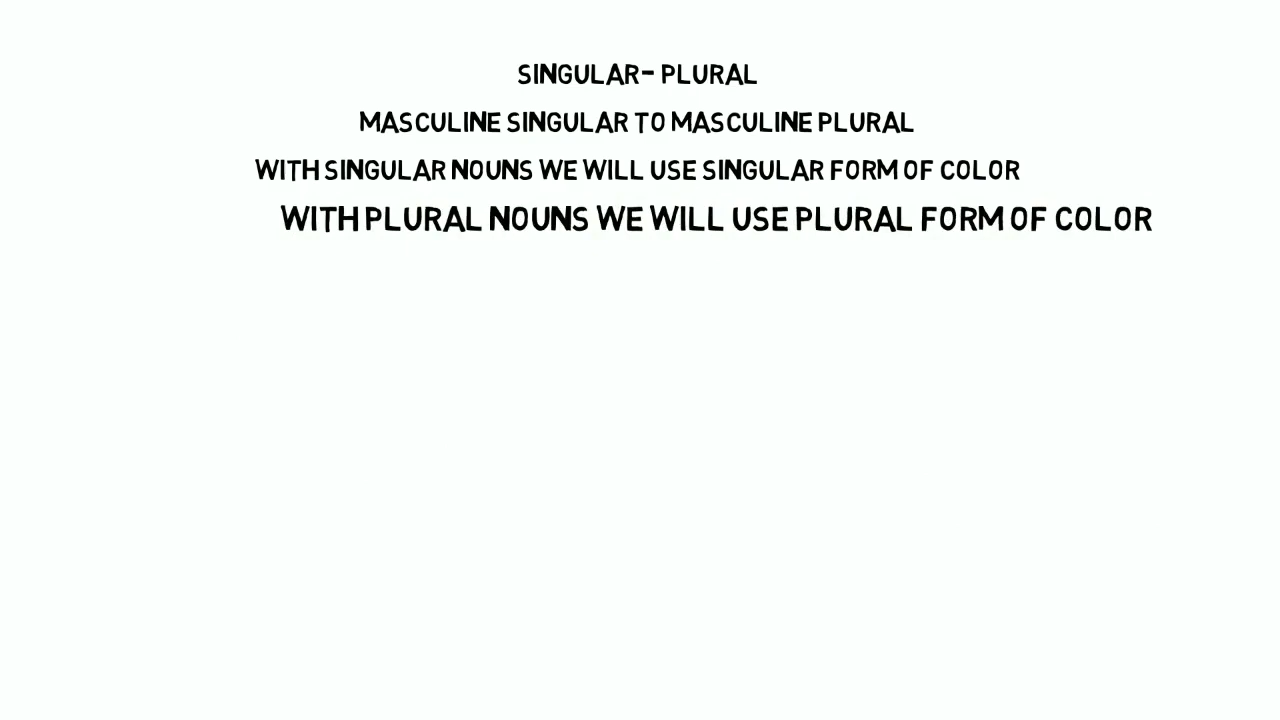 SINGULAR- PLURAL
MASCULINE SINGULAR TO MASCULINE PLURAL
WITH SINGULAR NOUNS WE WILL USE SINGULAR FORM OF COLOR
WITH PLURAL NOUNS WE WILL USE PLURAL FORM OF COLOR